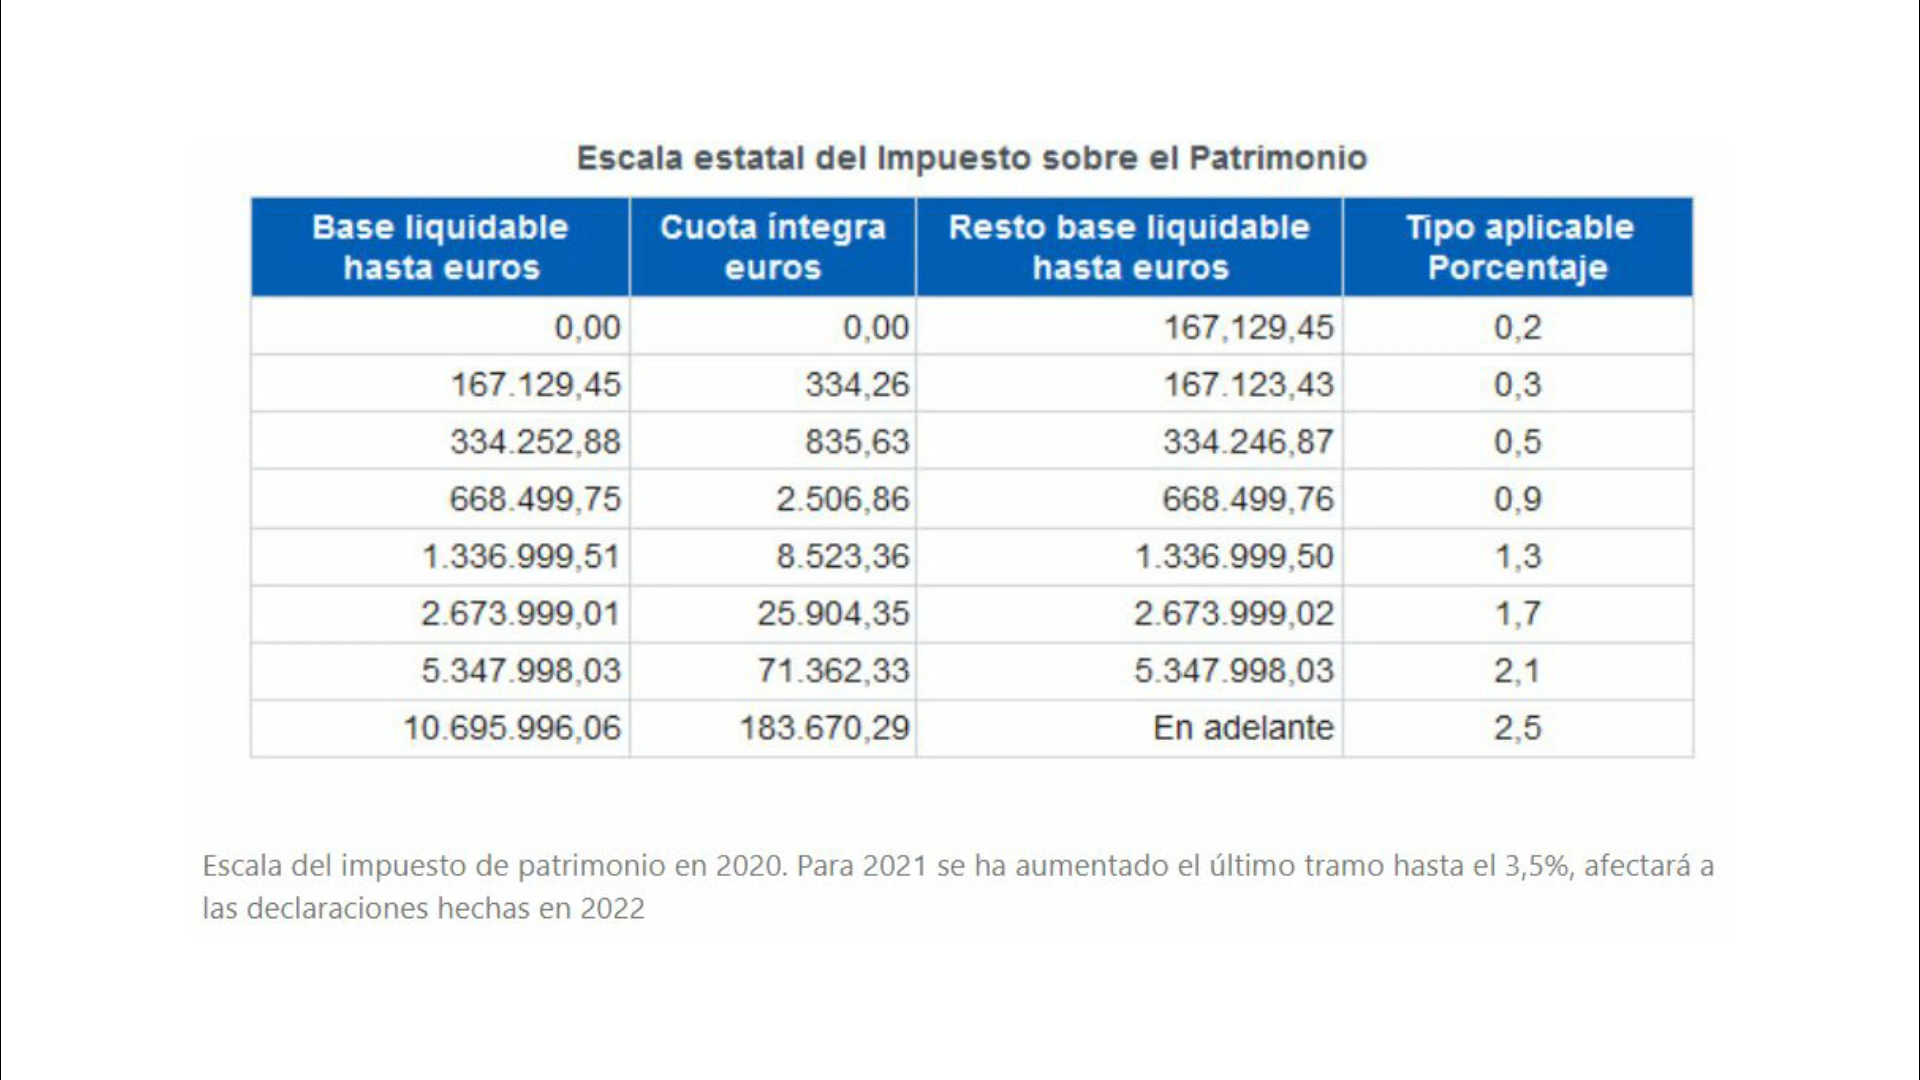 Escala estatal del Impuesto sobre el Patrimonio
Base liquidable hasta euros Cuota íntegra euros Resto base liquidable hasta euros Tipo aplicable Porcentaje
0,00 0,00 167,129,45 0,2
167.129,45 334,26 167.123,43 0,3
334.252,88 835,63 334.246,87 0,5
668.499,75 2.506,86 668.499,76 0,9
1.336.999,51 8.523,36 1.336.999,50 1,3
2.673.999,01 25.904,35 2.673.999,02 1,7
5.347.998,03 71.362,33 5.347.998,03 2,1
10.695.996,06 183.670,29 En adelante 2,5
Escala del impuesto de patrimonio en 2020. Para 2021 se ha aumentado el último tramo hasta el 3,5%, afectará a
las declaraciones hechas en 2022